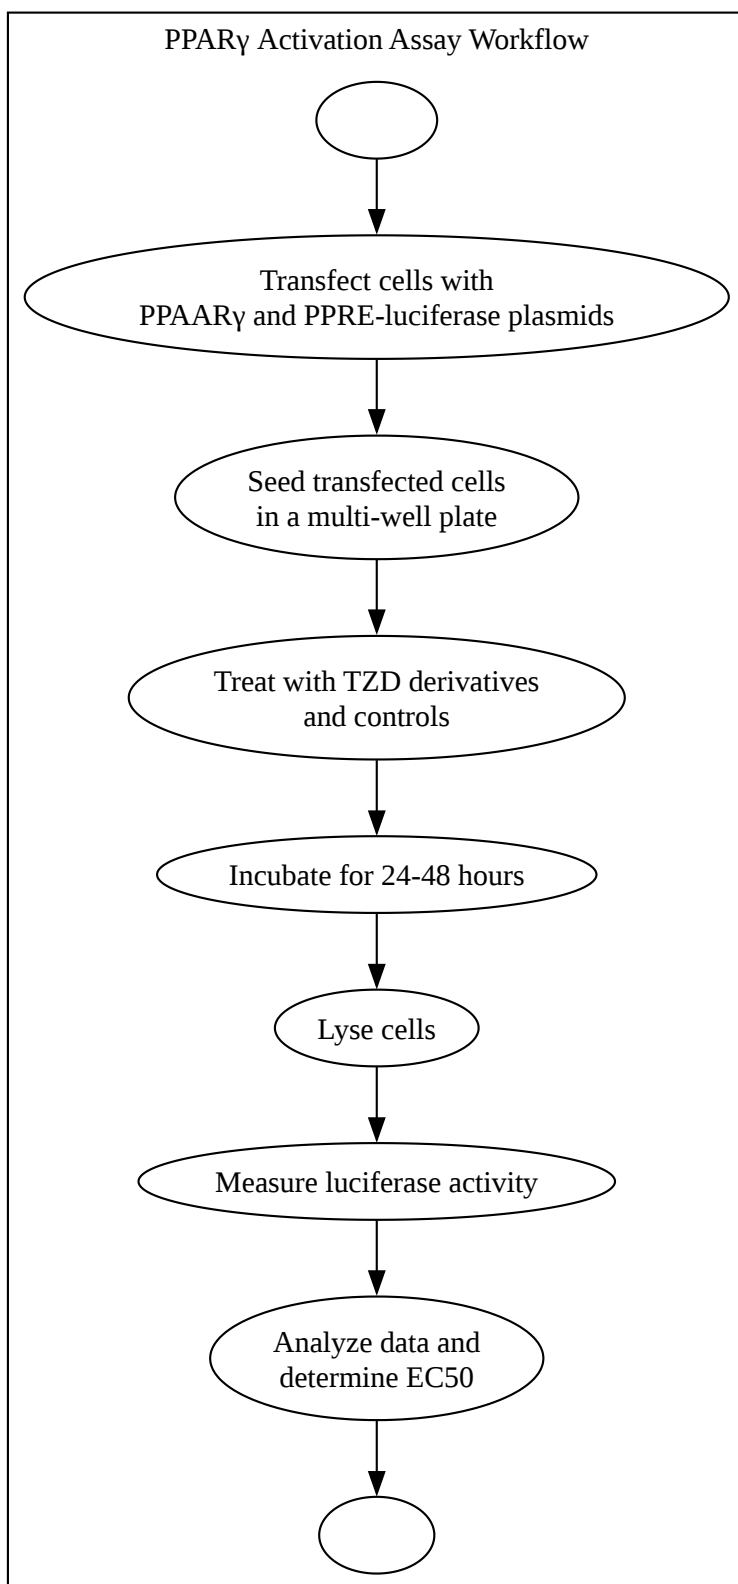 PPARγ Activation Assay Workflow
Transfect cells with
PPAARγ and PPRE-luciferase plasmids
Seed transfected cells
in a multi-well plate
Treat with TZD derivatives
and controls
Incubate for 24-48 hours
Lyse cells
Measure luciferase activity
Analyze data and
determine EC50